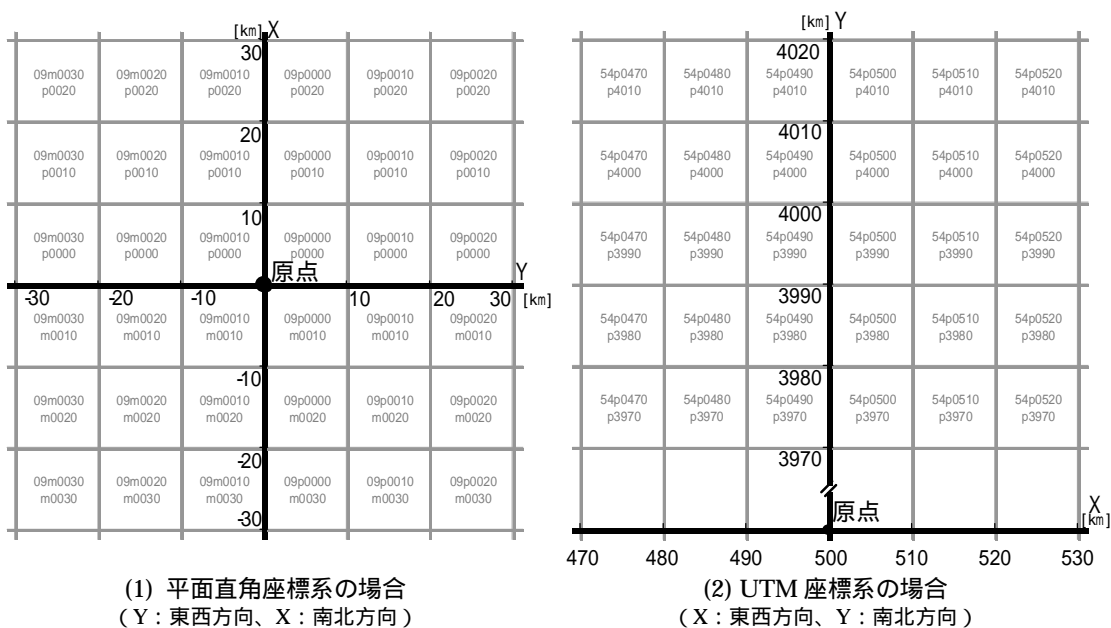 [km] X
30
09m0030 09m0020 09m0010 09p0000 09p0010 09p0020
p0020 p0020 p0020 p0020 p0020 p0020
20
09m0030 09m0020 09m0010 09p0000 09p0010 09p0020
p0010 p0010 p0010 p0010 p0010 p0010
10
09m0030 09m0020 09m0010 09p0000 09p0010 09p0020
p0000 p0000 p0000 p0000 p0000 p0000
原点 Y
-30 -20 -10 10 20 30 [km]
09m0030 09m0020 09m0010 09p0000 09p0010 09p0020
m0010 m0010 m0010 m0010 m0010 m0010
-10
09m0030 09m0020 09m0010 09p0000 09p0010 09p0020
m0020 m0020 m0020 m0020 m0020 m0020
-20
09m0030 09m0020 09m0010 09p0000 09p0010 09p0020
m0030 m0030 m0030 m0030 m0030 m0030
-30
(1) 平面直角座標系の場合
(Y:東西方向、X:南北方向)
[km] Y
4020
54p0470 54p0480 54p0490 54p0500 54p0510 54p0520
p4010 p4010 p4010 p4010 p4010 p4010
4010
54p0470 54p0480 54p0490 54p0500 54p0510 54p0520
p4000 p4000 p4000 p4000 p4000 p4000
4000
54p0470 54p0480 54p0490 54p0500 54p0510 54p0520
p3990 p3990 p3990 p3990 p3990 p3990
3990
54p0470 54p0480 54p0490 54p0500 54p0510 54p0520
p3980 p3980 p3980 p3980 p3980 p3980
3980
54p0470 54p0480 54p0490 54p0500 54p0510 54p0520
p3970 p3970 p3970 p3970 p3970 p3970
3970
原点 X
[km]
470 480 490 500 510 520 530
(2) UTM 座標系の場合
(X:東西方向、Y:南北方向)